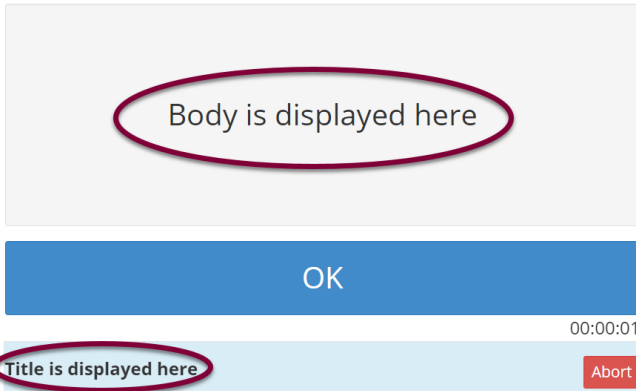 Body is displayed here
OK
00:00:01
Title is displayed here
Abort